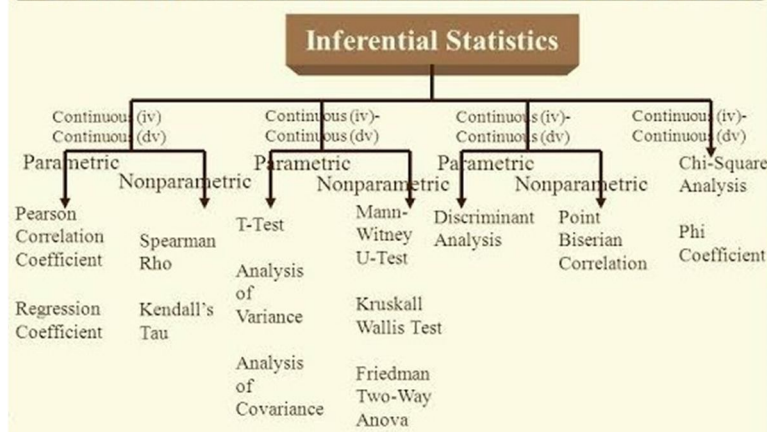 Inferential Statistics
Continuous (iv)
Continuous (dv)
Parametric
Nonparametric
Pearson
Correlation
Coefficient
Regression
Coefficient
Spearman
Rho
Kendall's
Tau
Continuous (iv)-
Continuous (dv)
Parametric
Nonparametric
T-Test
Analysis
of
Variance
Analysis
of
Covariance
Mann-
Witney
U-Test
Kruskall
Wallis Test
Friedman
Two-Way
Anova
Continuous (iv)-
Continuous (dv)
Parametric
Nonparametric
Discriminant
Analysis
Point
Biserian
Correlation
Continuous (iv)-
Continuous (dv)
Chi-Square
Analysis
Phi
Coefficient